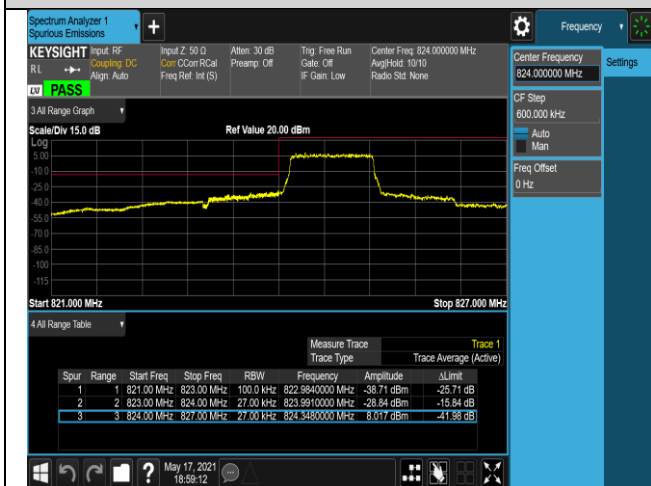 Spectrum Analyzer 1
Spurious Emissions
Frequency
KEYSIGHT Input: RF Input Z: 50 Ω Atten: 30 dB Trig: Free Run Center Freq: 824.000000 MHz
RL Coupling: DC Corr CCorr RCal Preamp: Off Gate: Off Avg|Hold: 10/10
Align: Auto Freq Ref: Int (S) IF Gain: Low Radio Std: None
LXI PASS
Center Frequency
824.000000 MHz
Settings
CF Step
600.000 kHz
Auto
Man
Freq Offset
0 Hz
3 All Range Graph
Scale/Div 15.0 dB Ref Value 20.00 dBm
Log
5.00
-10.0
-25.0
-40.0
-55.0
-70.0
-85.0
-100
-115
Start 821.000 MHz Stop 827.000 MHz
4 All Range Table
Measure Trace Trace 1
Trace Type Trace Average (Active)
Spur Range Start Freq Stop Freq RBW Frequency Amplitude ΔLimit
1 1 821.00 MHz 823.00 MHz 100.0 kHz 822.9840000 MHz -38.71 dBm -25.71 dB
2 2 823.00 MHz 824.00 MHz 27.00 kHz 823.9910000 MHz -28.84 dBm -15.84 dB
3 3 824.00 MHz 827.00 MHz 27.00 kHz 824.3480000 MHz 8.017 dBm -41.98 dB
May 17, 2021
18:59:12